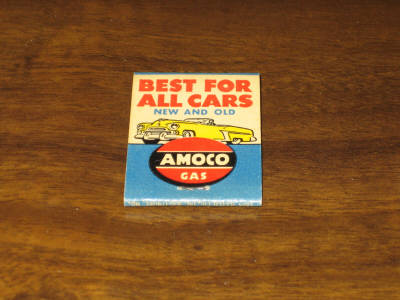 BEST FOR
ALL CARS
NEW AND OLD
AMOCO
GAS